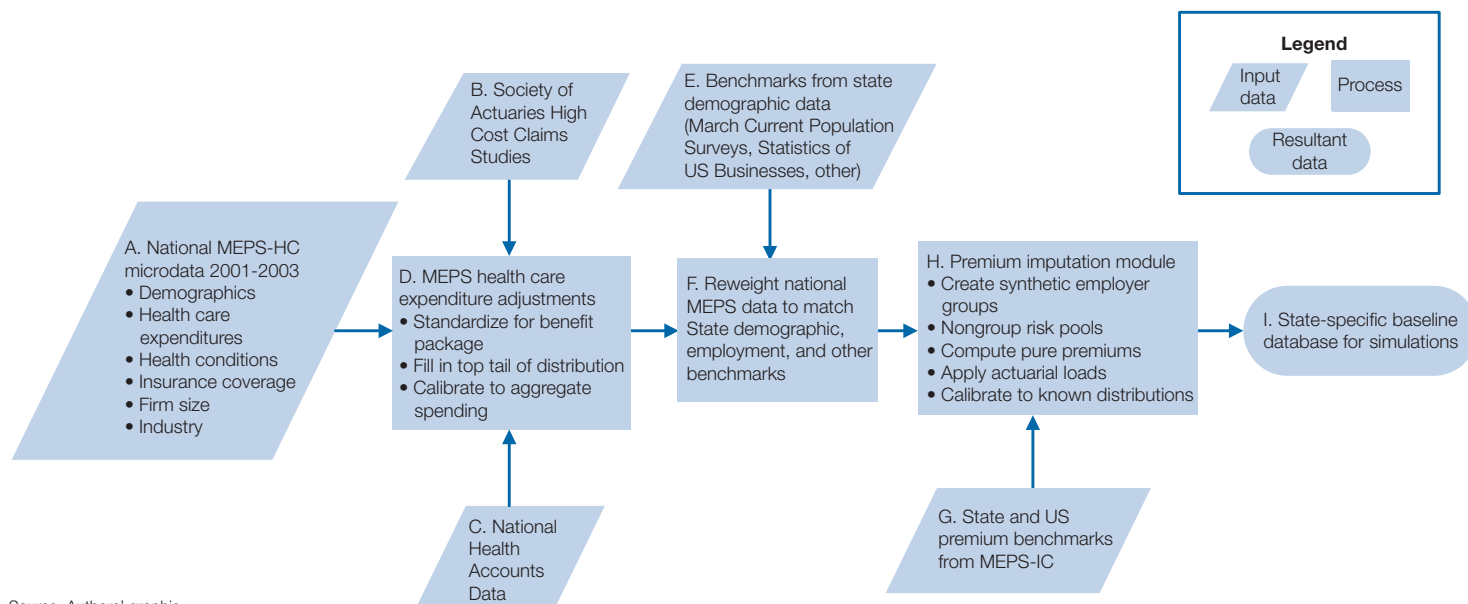 Legend
Input
data
Process
Resultant
data
B. Society of
Actuaries High
Cost Claims
Studies
E. Benchmarks from state
demographic data
(March Current Population
Surveys, Statistics of
US Businesses, other)
A. National MEPS-HC
microdata 2001-2003
• Demographics
• Health care
expenditures
• Health conditions
• Insurance coverage
• Firm size
• Industry
D. MEPS health care
expenditure adjustments
• Standardize for benefit
package
• Fill in top tail of distribution
• Calibrate to aggregate
spending
F. Reweight national
MEPS data to match
State demographic,
employment, and other
benchmarks
H. Premium imputation module
• Create synthetic employer
groups
• Nongroup risk pools
• Compute pure premiums
• Apply actuarial loads
• Calibrate to known distributions
I. State-specific baseline
database for simulations
C. National
Health
Accounts
Data
G. State and US
premium benchmarks
from MEPS-IC
Source: Authors' graphic